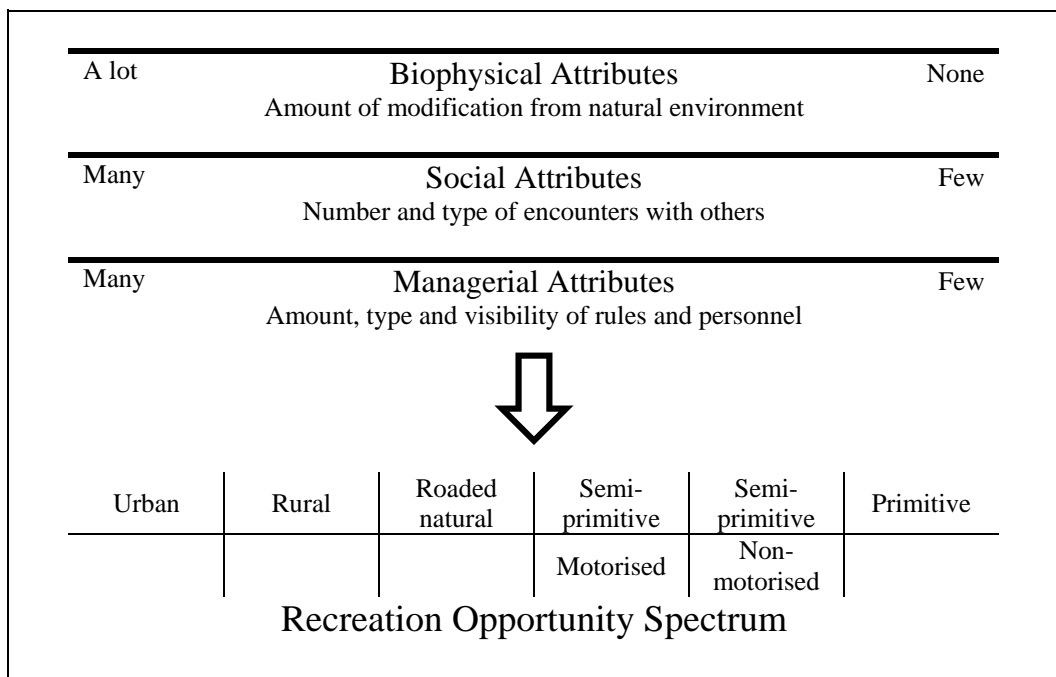 A lot Biophysical Attributes None
Amount of modification from natural environment
Many Social Attributes Few
Number and type of encounters with others
Many Managerial Attributes Few
Amount, type and visibility of rules and personnel
Urban Rural Roaded natural Semi-primitive Semi-primitive Primitive
Motorised Non-motorised
Recreation Opportunity Spectrum